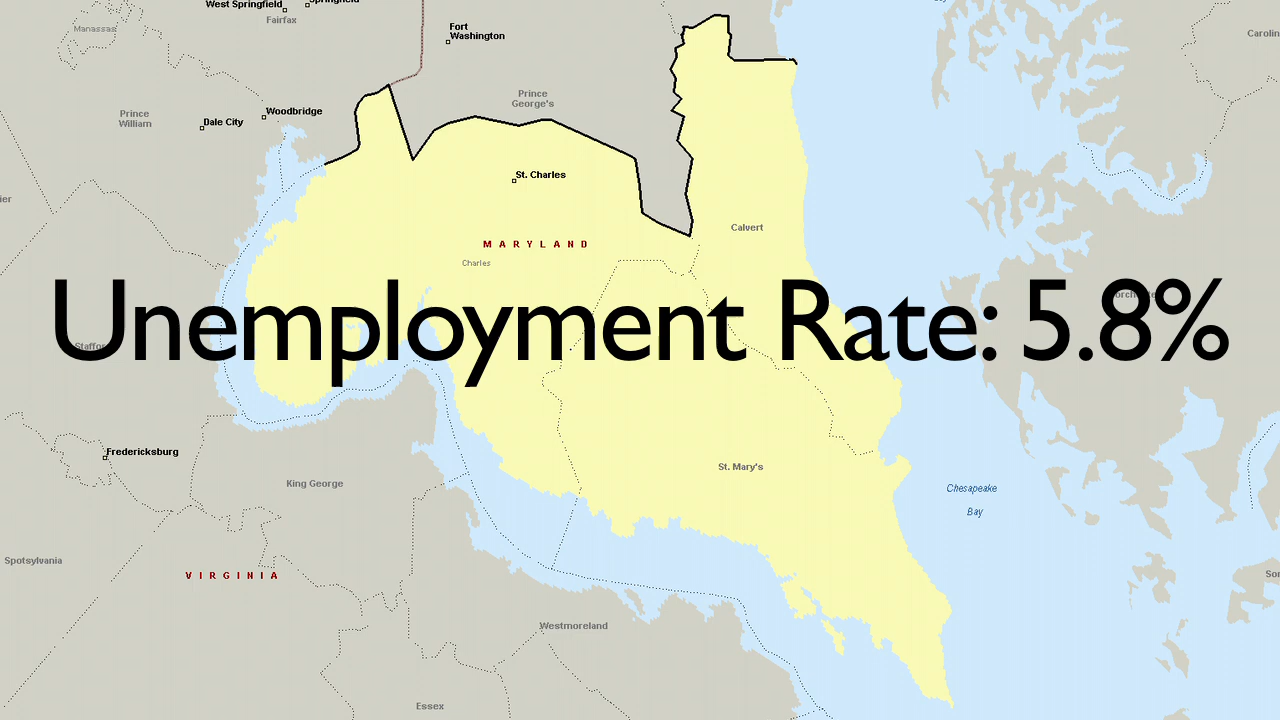 West Springfield
Springfield
Fairfax
Manassas
Fort
Washington
Prince
George's
Prince
William
Woodbridge
Dale City
St. Charles
Calvert
MARYLAND
Charles
Unemployment Rate: 5.8%
Fredericksburg
St. Mary's
King George
Chesapeake
Bay
Spotsylvania
VIRGINIA
Westmoreland
Essex